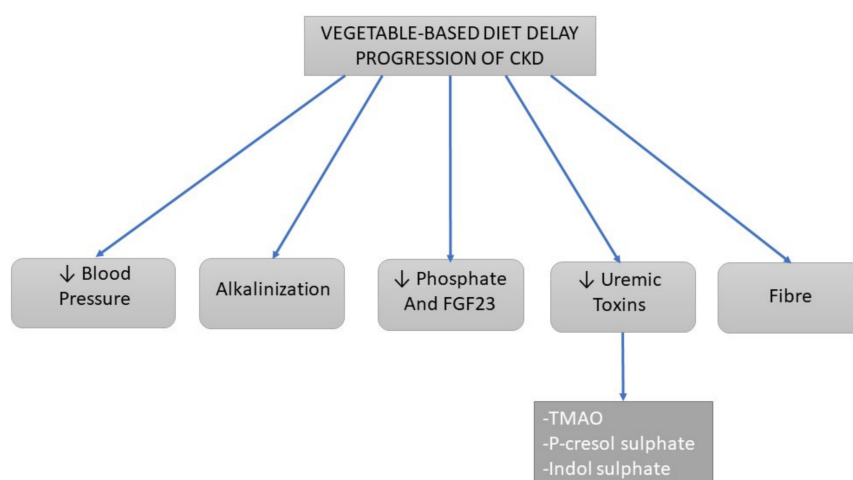 VEGETABLE-BASED DIET DELAY
PROGRESSION OF CKD
↓ Blood
Pressure
Alkalinization
↓ Phosphate
And FGF23
↓ Uremic
Toxins
Fibre
-TMAO
-P-cresol sulphate
-Indol sulphate